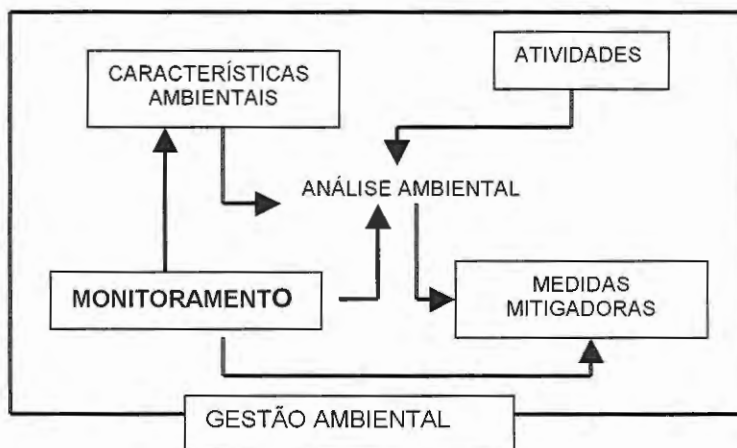 CARACTERÍSTICAS
AMBIENTAIS
ATIVIDADES
ANÁLISE AMBIENTAL
MONITORAMENTO
MEDIDAS
MITIGADORAS
GESTÃO AMBIENTAL